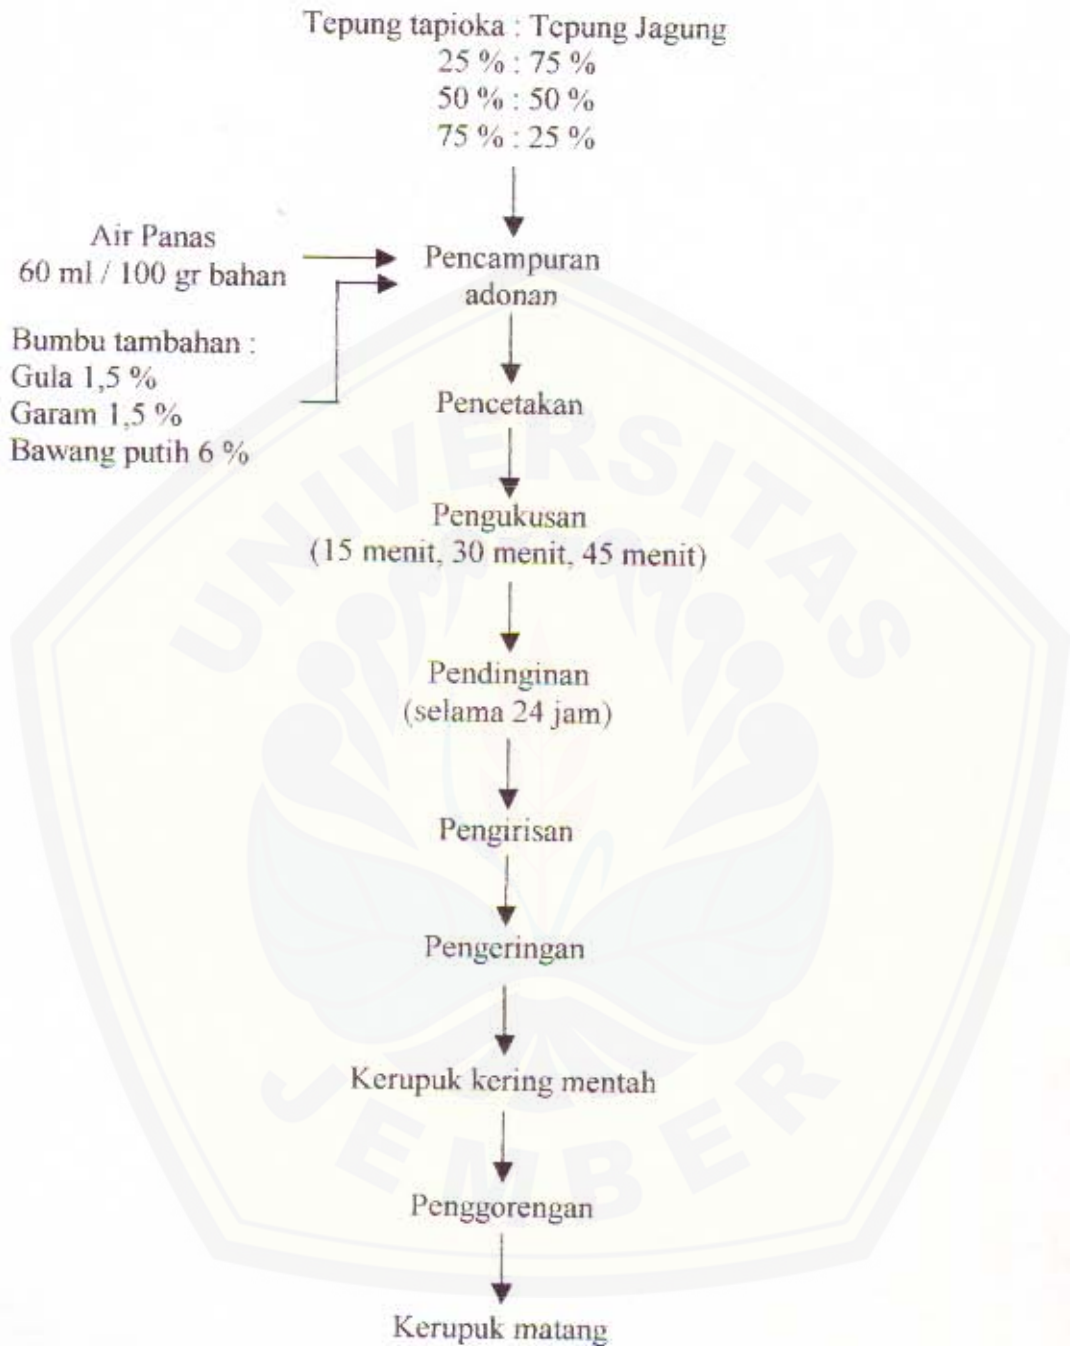 Tepung tapioka : Tepung Jagung
25 % : 75 %
50 % : 50 %
75 % : 25 %
Air Panas
60 ml / 100 gr bahan
Pencampuran
adonan
Bumbu tambahan :
Gula 1,5 %
Garam 1,5 %
Bawang putih 6 %
Pencetakan
Pengukusan
(15 menit, 30 menit, 45 menit)
Pendinginan
(selama 24 jam)
Pengirisan
Pengeringan
Kerupuk kering mentah
Penggorengan
Kerupuk matang
UNIVERSITAS
JEMBER